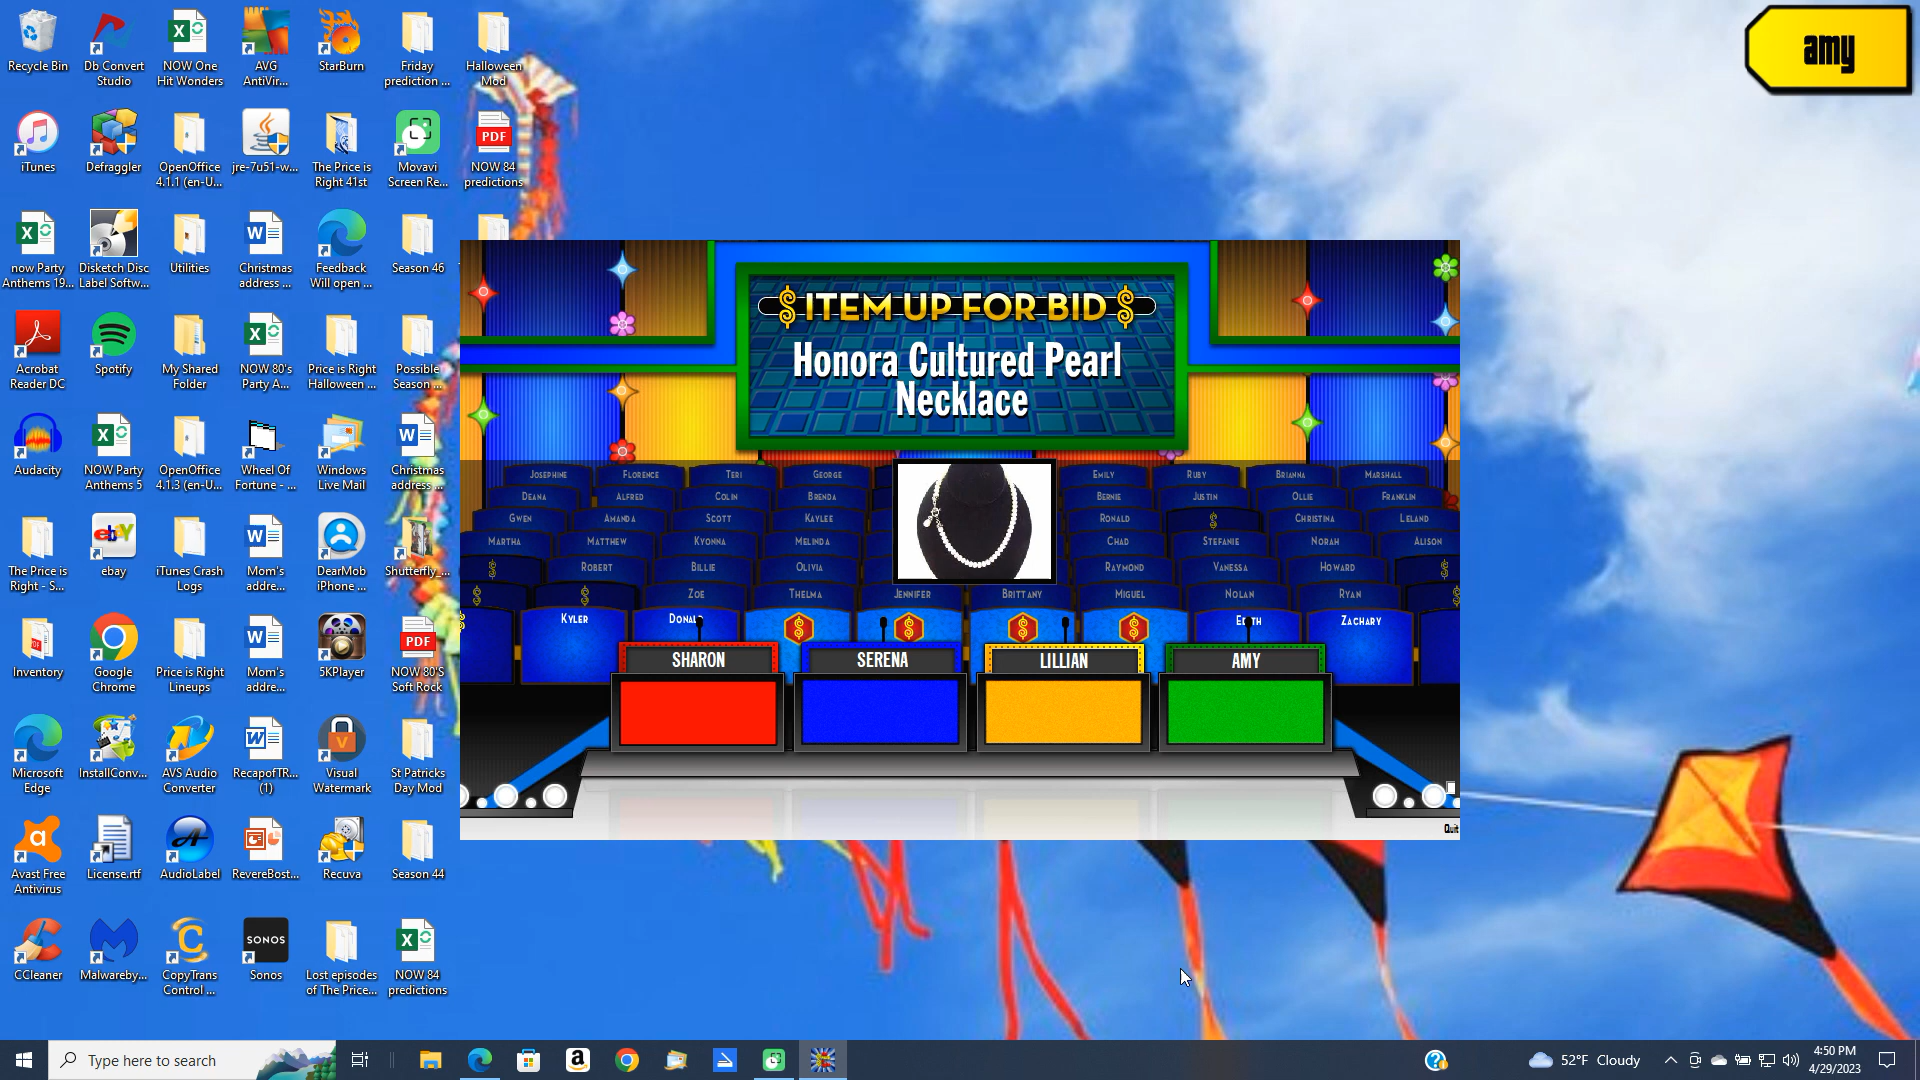 Recycle Bin
Db Convert
Studio
NOW One
Hit Wonders
AVG
AntiVir...
StarBurn
Friday
prediction ...
Halloween
Mod
amy
iTunes
Defraggler
OpenOffice
4.1.1 (en-U...
jre-7u51-w...
The Price is
Right 41st
Movavi
Screen Re...
PDF
NOW 84
predictions
now Party
Anthems 19...
Disketch Disc
Label Softw...
Utilities
Christmas
address ...
Feedback
Will open ...
Season 46
Acrobat
Reader DC
Spotify
My Shared
Folder
NOW 80's
Party A...
Price is Right
Halloween ...
Possible
Season ...
Audacity
NOW Party
Anthems 5
OpenOffice
4.1.3 (en-U...
Wheel Of
Fortune - ...
Windows
Live Mail
Christmas
address ...
The Price is
Right - S...
ebay
ebay
iTunes Crash
Logs
Mom's
addre...
DearMob
iPhone ...
Shutterfly_...
Inventory
Google
Chrome
Price is Right
Lineups
Mom's
addre...
5KPlayer
PDF
NOW 80'S
Soft Rock
Microsoft
Edge
InstallConv...
AVS Audio
Converter
RecapofTR...
(1)
Visual
Watermark
St Patricks
Day Mod
Avast Free
Antivirus
License.rtf
AudioLabel
RevereBost...
Recuva
Season 44
CCleaner
Malwareby...
CopyTrans
Control ...
SONOS
Sonos
Lost episodes
of The Price...
NOW 84
predictions
$ ITEM UP FOR BID $
Honora Cultured Pearl
Necklace
JOSEPHINE FLORENCE TERI GEORGE EMILY RUBY BRIANNA MARSHALL
DEANA ALFRED COLIN BRENDA BERNIE JUSTIN OLLIE FRANKLIN
GWEN AMANDA SCOTT KAYLEE RONALD $ CHRISTINA LELAND
MARTHA MATTHEW KYONNA MELINDA CHAD STEFANIE NORAH ALISON
$ ROBERT BILLIE OLIVIA RAYMOND VANESSA HOWARD $
$ $ ZOE THELMA JENNIFER BRITTANY MIGUEL NOLAN RYAN $
KYLER DONALD $ $ $ $ EDITH ZACHARY
SHARON SERENA LILLIAN AMY
Quit
Type here to search
52°F Cloudy
4:50 PM
4/29/2023